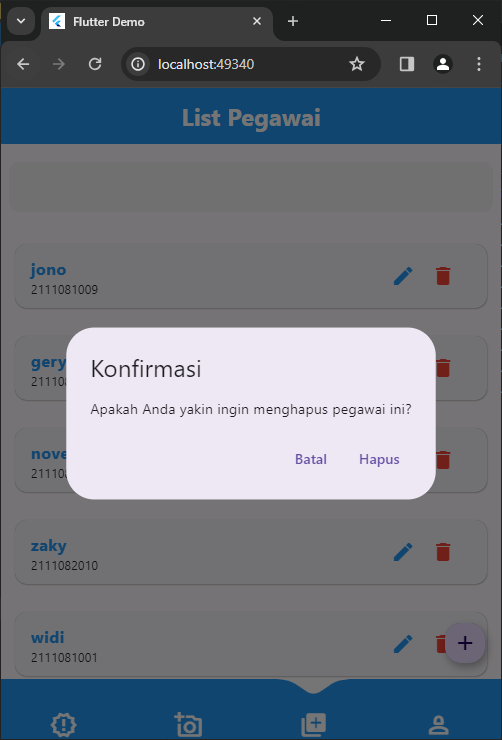 Flutter Demo
localhost:49340
List Pegawai
jono
2111081009
gery
Konfirmasi
Apakah Anda yakin ingin menghapus pegawai ini?
Batal Hapus
zaky
2111082010
widi
2111081001